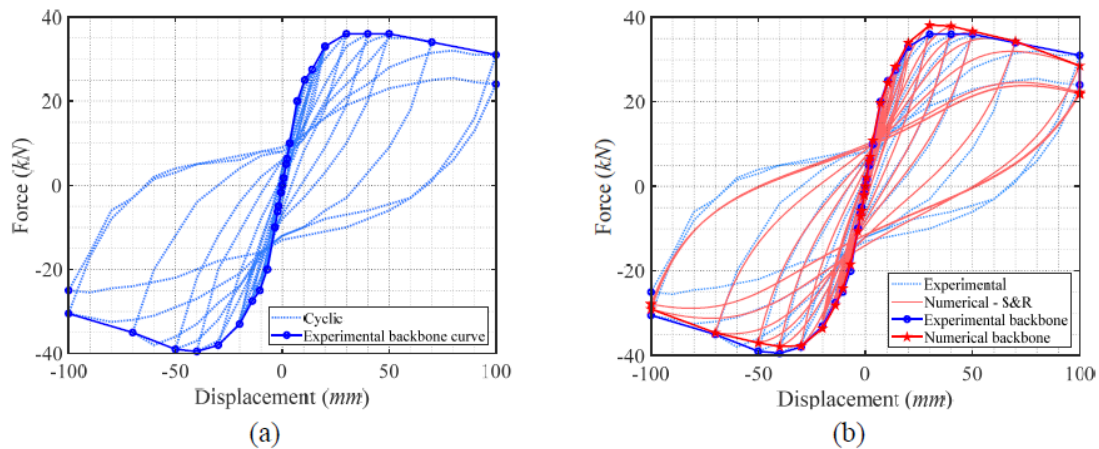 40
20
0
-20
-40
Force (kN)
-100
-50
0
50
100
Displacement (mm)
Cyclic
Experimental backbone curve
(a)
40
20
0
-20
-40
Force (kN)
-100
-50
0
50
100
Displacement (mm)
Experimental
Numerical - S&R
Experimental backbone
Numerical backbone
(b)